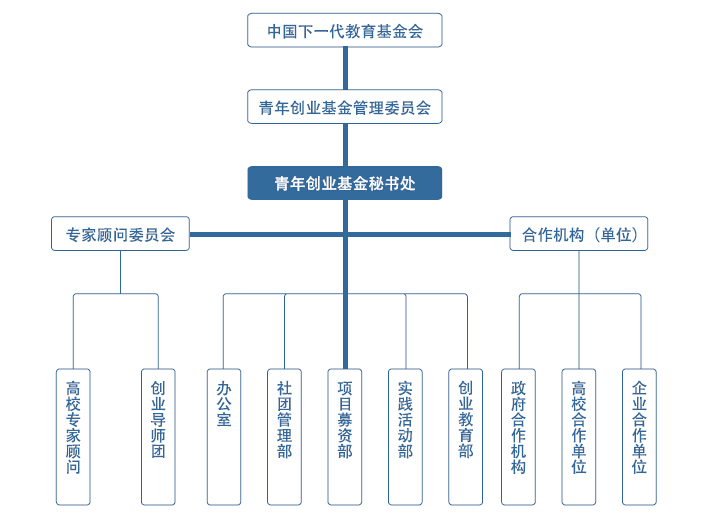 中国下一代教育基金会
青年创业基金管理委员会
青年创业基金秘书处
专家顾问委员会
合作机构（单位）
高校专家顾问
创业导师团
办公室
社团管理部
项目募资部
实践活动部
创业教育部
政府合作机构
高校合作单位
企业合作单位